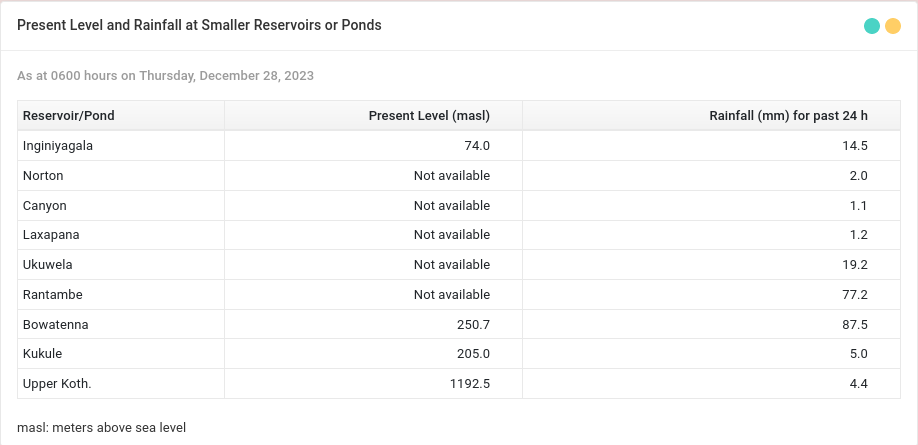 Present Level and Rainfall at Smaller Reservoirs or Ponds
As at 0600 hours on Thursday, December 28, 2023
Reservoir/Pond Present Level (masl) Rainfall (mm) for past 24 h
Inginiyagala 74.0 14.5
Norton Not available 2.0
Canyon Not available 1.1
Laxapana Not available 1.2
Ukuwela Not available 19.2
Rantambe Not available 77.2
Bowatenna 250.7 87.5
Kukule 205.0 5.0
Upper Koth. 1192.5 4.4
masl: meters above sea level